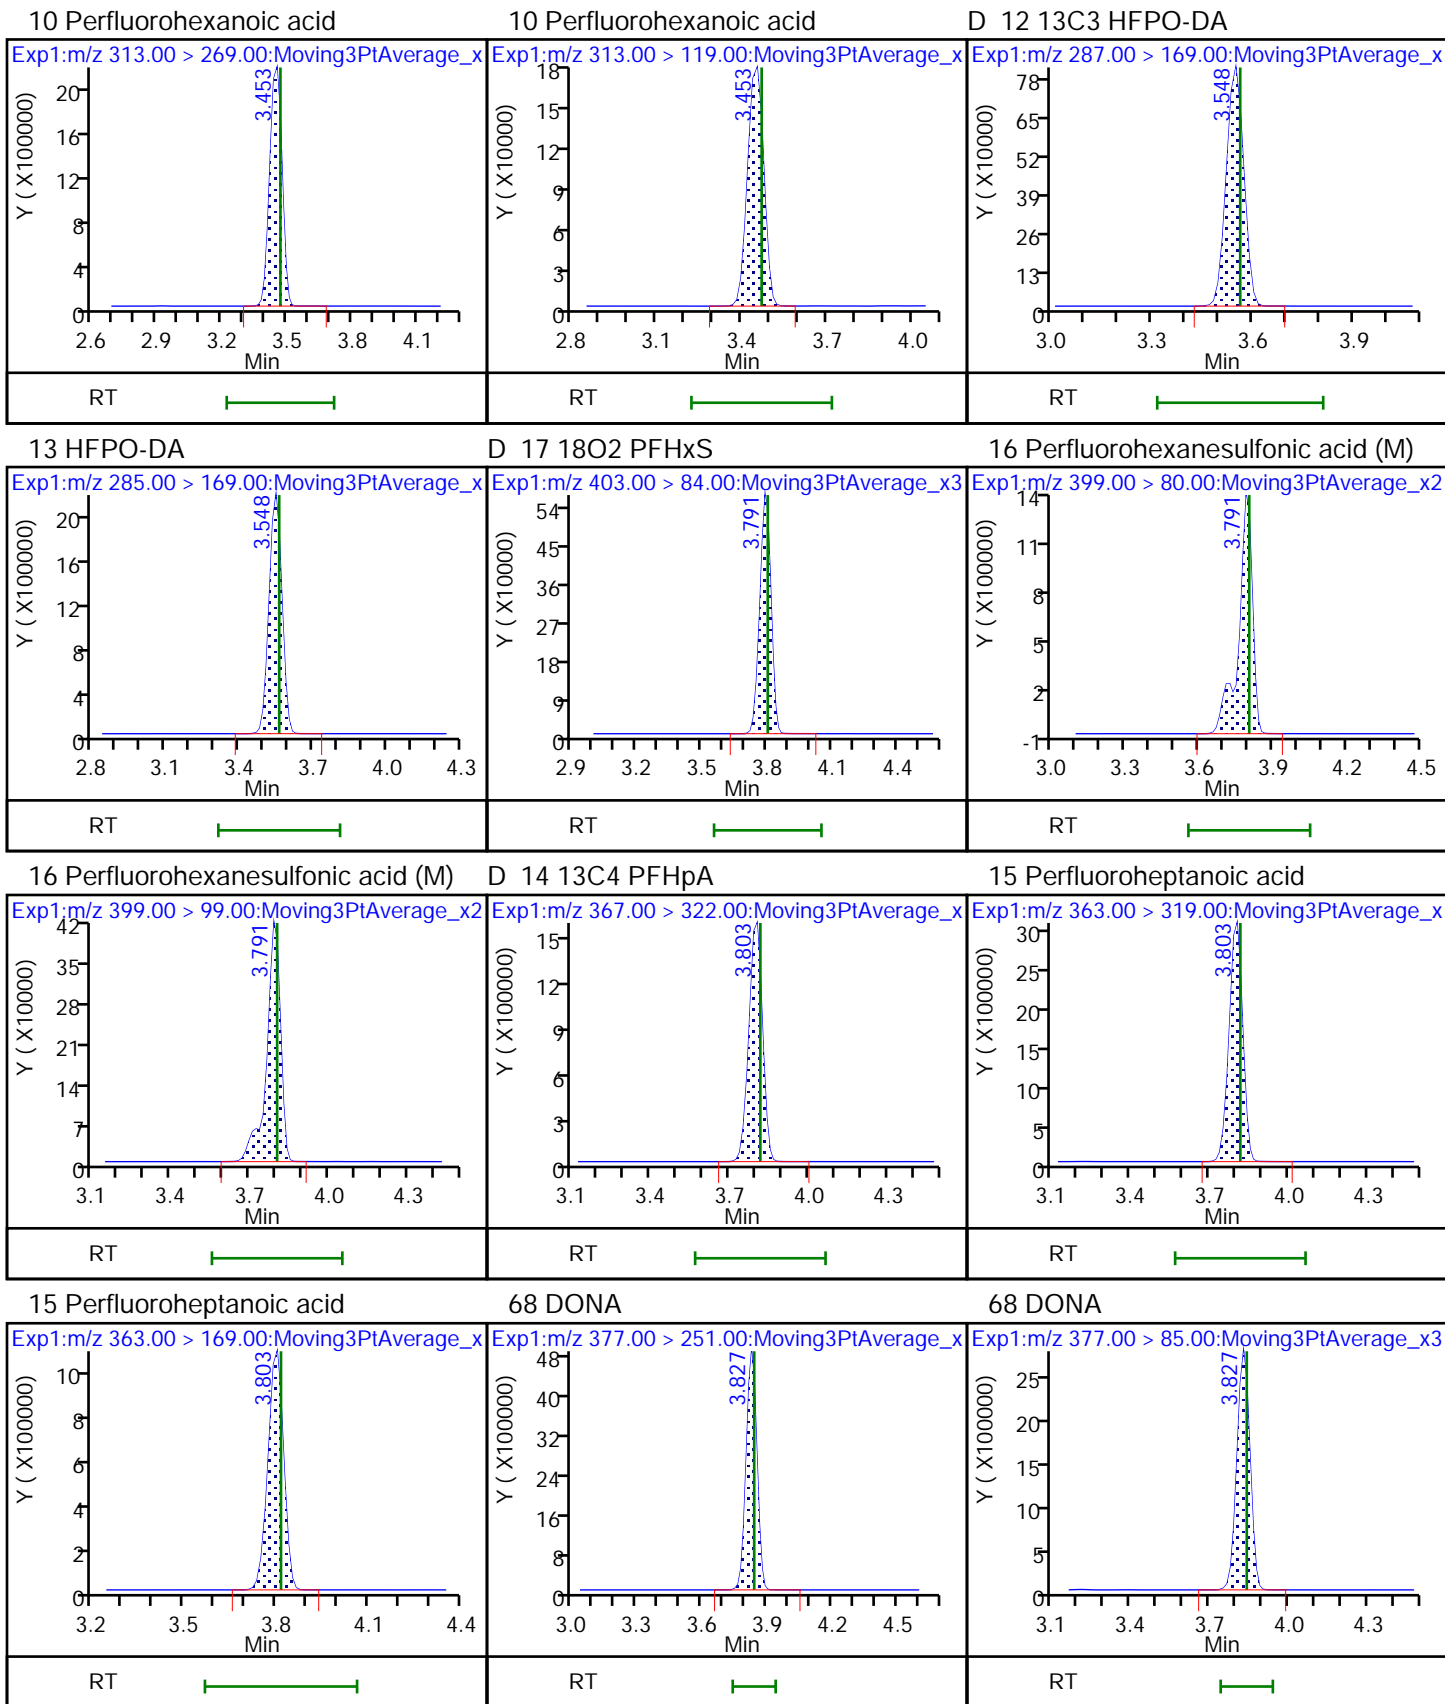 10 Perfluorohexanoic acid
Exp1:m/z 313.00 > 269.00:Moving3PtAverage_x
3.453
Y ( X100000)
20
16
12
8
4
0
2.6 2.9 3.2 3.5 3.8 4.1
Min
RT
10 Perfluorohexanoic acid
Exp1:m/z 313.00 > 119.00:Moving3PtAverage_x
3.453
Y ( X10000)
18
15
12
9
6
3
0
2.8 3.1 3.4 3.7 4.0
Min
RT
D 12 13C3 HFPO-DA
Exp1:m/z 287.00 > 169.00:Moving3PtAverage_x
3.548
Y ( X10000)
78
65
52
39
26
13
0
3.0 3.3 3.6 3.9
Min
RT
13 HFPO-DA
Exp1:m/z 285.00 > 169.00:Moving3PtAverage_x
3.548
Y ( X100000)
20
16
12
8
4
0
2.8 3.1 3.4 3.7 4.0 4.3
Min
RT
D 17 18O2 PFHxS
Exp1:m/z 403.00 > 84.00:Moving3PtAverage_x3
3.791
Y ( X10000)
54
45
36
27
18
9
0
2.9 3.2 3.5 3.8 4.1 4.4
Min
RT
16 Perfluorohexanesulfonic acid (M)
Exp1:m/z 399.00 > 80.00:Moving3PtAverage_x2
3.791
Y ( X100000)
14
11
8
5
2
-1
3.0 3.3 3.6 3.9 4.2 4.5
Min
RT
16 Perfluorohexanesulfonic acid (M)
Exp1:m/z 399.00 > 99.00:Moving3PtAverage_x2
3.791
Y ( X10000)
42
35
28
21
14
7
0
3.1 3.4 3.7 4.0 4.3
Min
RT
D 14 13C4 PFHpA
Exp1:m/z 367.00 > 322.00:Moving3PtAverage_x
3.803
Y ( X100000)
15
12
9
6
3
0
3.1 3.4 3.7 4.0 4.3
Min
RT
15 Perfluoroheptanoic acid
Exp1:m/z 363.00 > 319.00:Moving3PtAverage_x
3.803
Y ( X100000)
30
25
20
15
10
5
0
3.1 3.4 3.7 4.0 4.3
Min
RT
15 Perfluoroheptanoic acid
Exp1:m/z 363.00 > 169.00:Moving3PtAverage_x
3.803
Y ( X100000)
10
8
6
4
2
0
3.2 3.5 3.8 4.1 4.4
Min
RT
68 DONA
Exp1:m/z 377.00 > 251.00:Moving3PtAverage_x
3.827
Y ( X100000)
48
40
32
24
16
8
0
3.0 3.3 3.6 3.9 4.2 4.5
Min
RT
68 DONA
Exp1:m/z 377.00 > 85.00:Moving3PtAverage_x3
3.827
Y ( X100000)
25
20
15
10
5
0
3.1 3.4 3.7 4.0 4.3
Min
RT